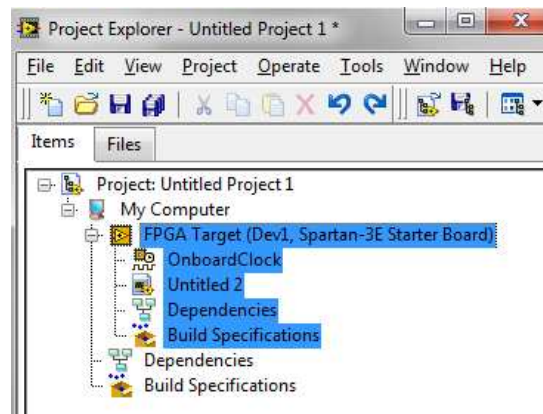 Project Explorer - Untitled Project 1 *
File Edit View Project Operate Tools Window Help
Items Files
Project: Untitled Project 1
My Computer
FPGA Target (Dev1, Spartan-3E Starter Board)
OnboardClock
Untitled 2
Dependencies
Build Specifications
Dependencies
Build Specifications